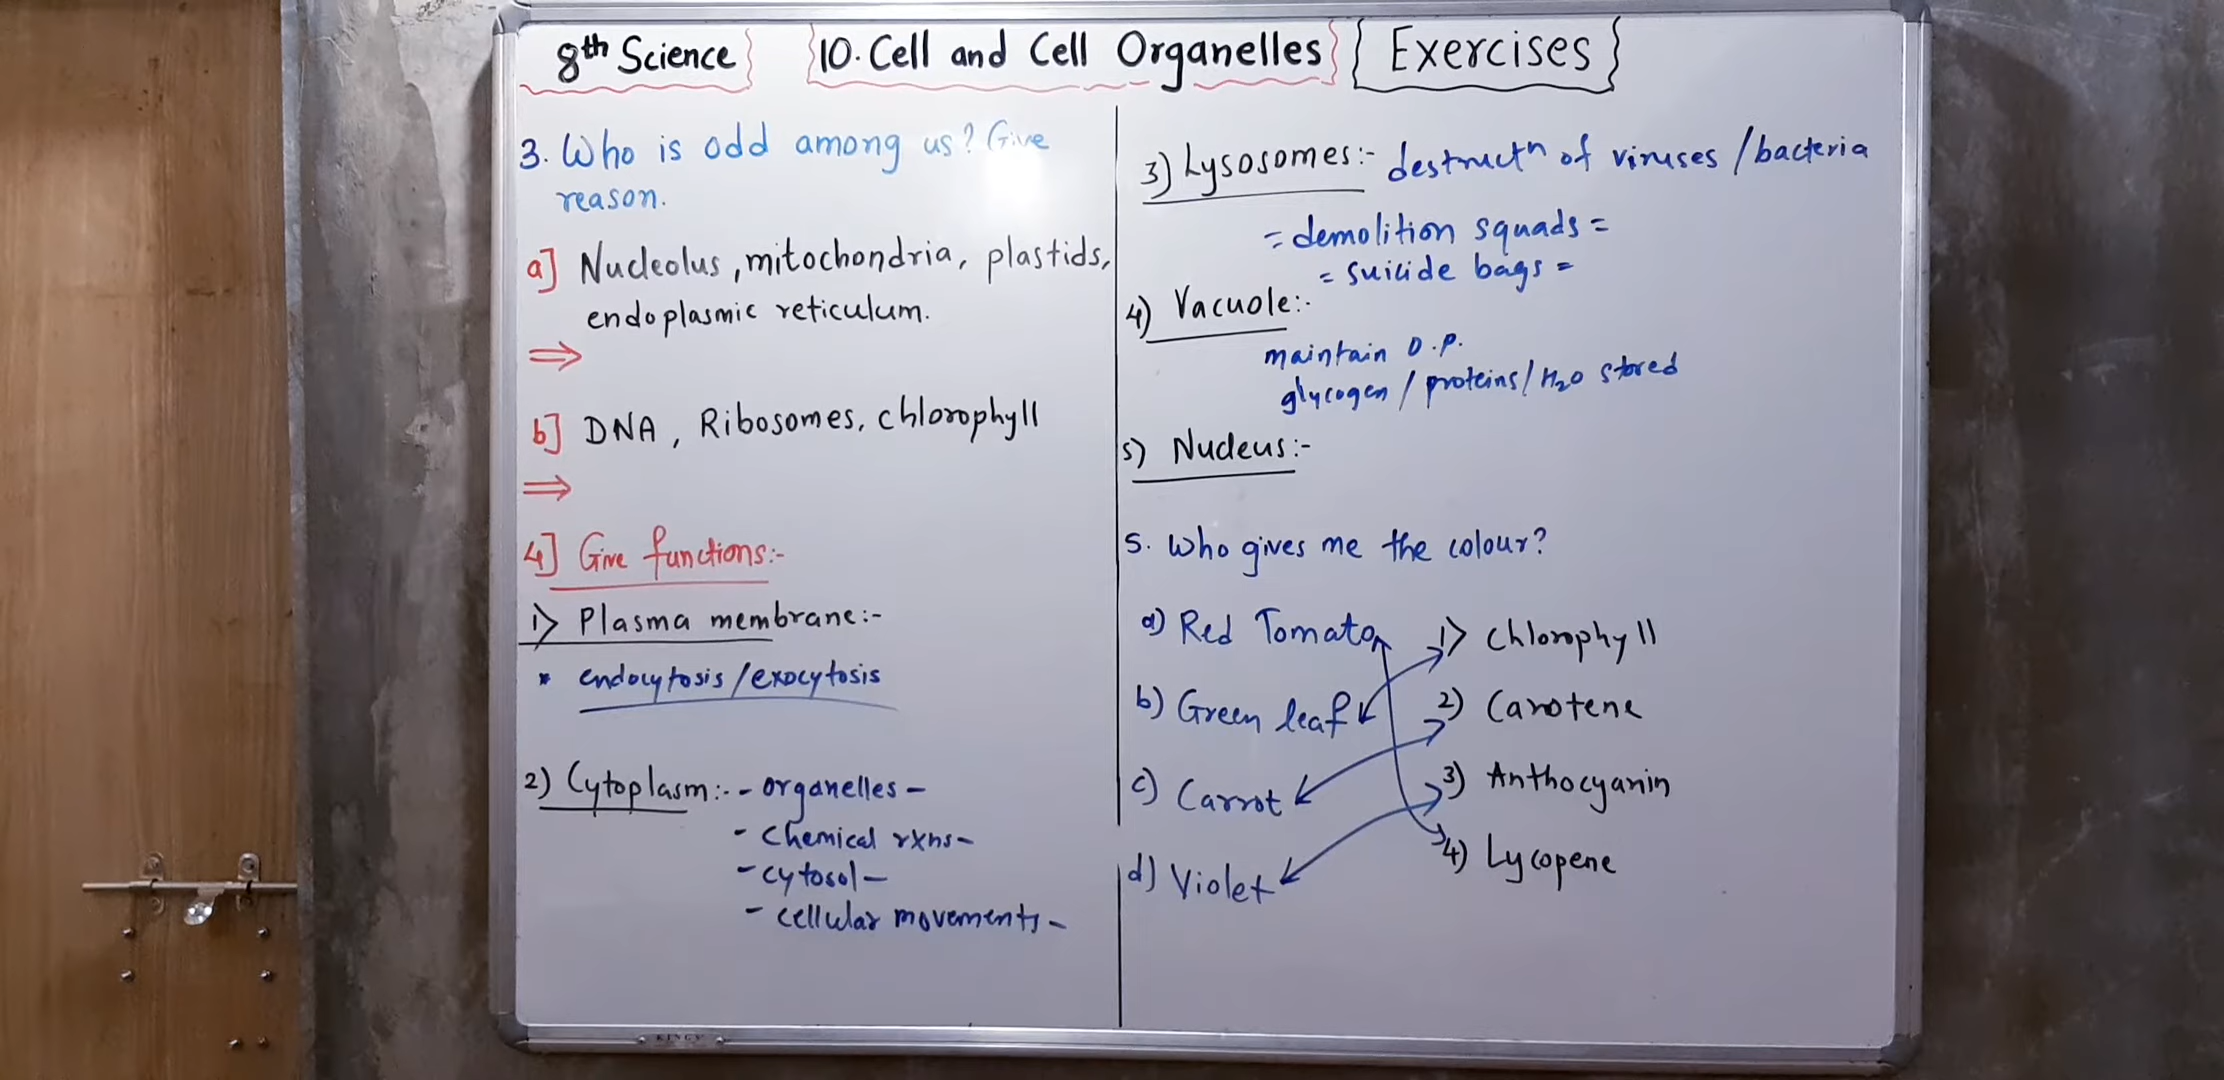 8th Science 10. Cell and Cell Organelles Exercises
3. Who is odd among us? Give
reason.
a] Nucleolus, mitochondria, plastids,
endoplasmic reticulum.
⇒
b] DNA, Ribosomes, chlorophyll
⇒
4] Give functions:-
1> Plasma membrane:-
* endocytosis/exocytosis
2) Cytoplasm:- - organelles -
- chemical rxns -
- cytosol -
- cellular movements -
3) Lysosomes:- destructⁿ of viruses / bacteria
= demolition squads =
= suicide bags =
4) Vacuole:-
maintain O.P.
glycogen / proteins / H₂O stored
5) Nucleus:-
5. Who gives me the colour?
a) Red Tomato 1> Chlorophyll
b) Green leaf 2) Carotene
c) Carrot 3) Anthocyanin
d) Violet 4) Lycopene
KINGS